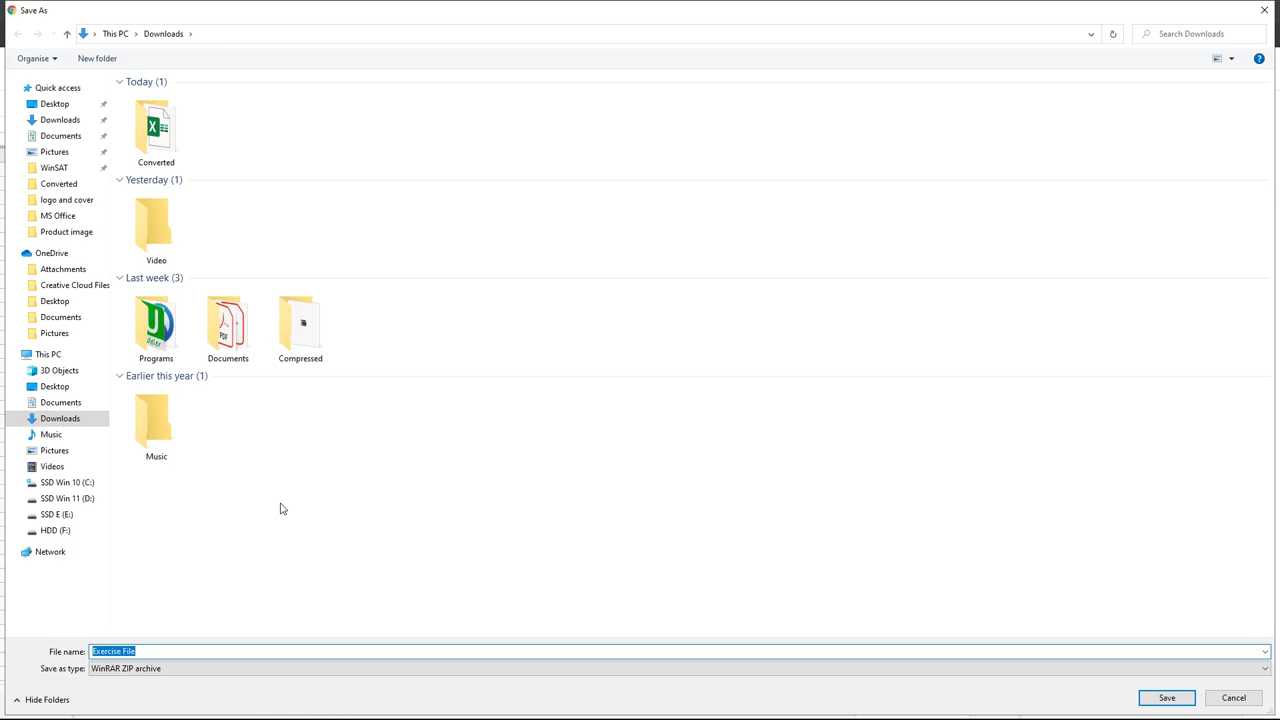 Save As
This PC
Downloads
Search Downloads
Organise
New folder
Quick access
Desktop
Downloads
Documents
Pictures
WinSAT
Converted
logo and cover
MS Office
Product image
OneDrive
Attachments
Creative Cloud Files
Desktop
Documents
Pictures
This PC
3D Objects
Desktop
Documents
Downloads
Music
Pictures
Videos
SSD Win 10 (C:)
SSD Win 11 (D:)
SSD E (E:)
HDD (F:)
Network
Today (1)
Converted
Yesterday (1)
Video
Last week (3)
PDF
Programs
Documents
Compressed
Earlier this year (1)
Music
File name:
Exercise File
Save as type:
WinRAR ZIP archive
Hide Folders
Save
Cancel